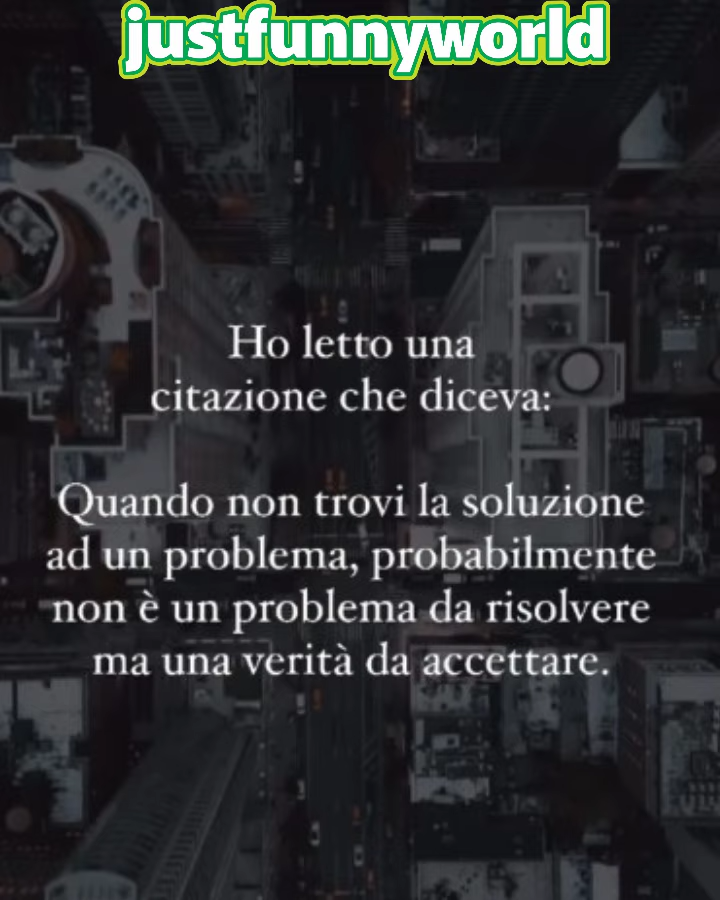 justfunnyworld
Ho letto una
citazione che diceva:
Quando non trovi la soluzione
ad un problema, probabilmente
non è un problema da risolvere
ma una verità da accettare.